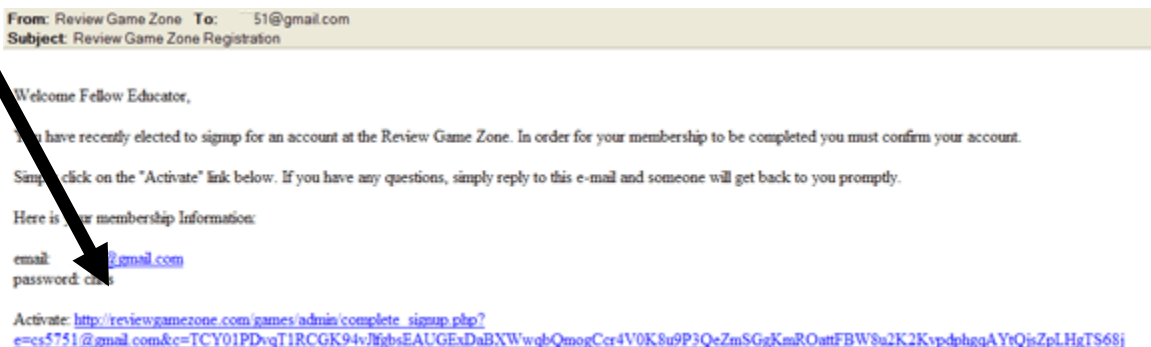 From: Review Game Zone To: 51@gmail.com
Subject: Review Game Zone Registration
Welcome Fellow Educator,
have recently elected to signup for an account at the Review Game Zone. In order for your membership to be completed you must confirm your account.
click on the "Activate" link below. If you have any questions, simply reply to this e-mail and someone will get back to you promptly.
Here is membership Information:
email: @gmail.com
password:
Activate: http://reviewgamezone.com/games/admin/complete_signup.php?